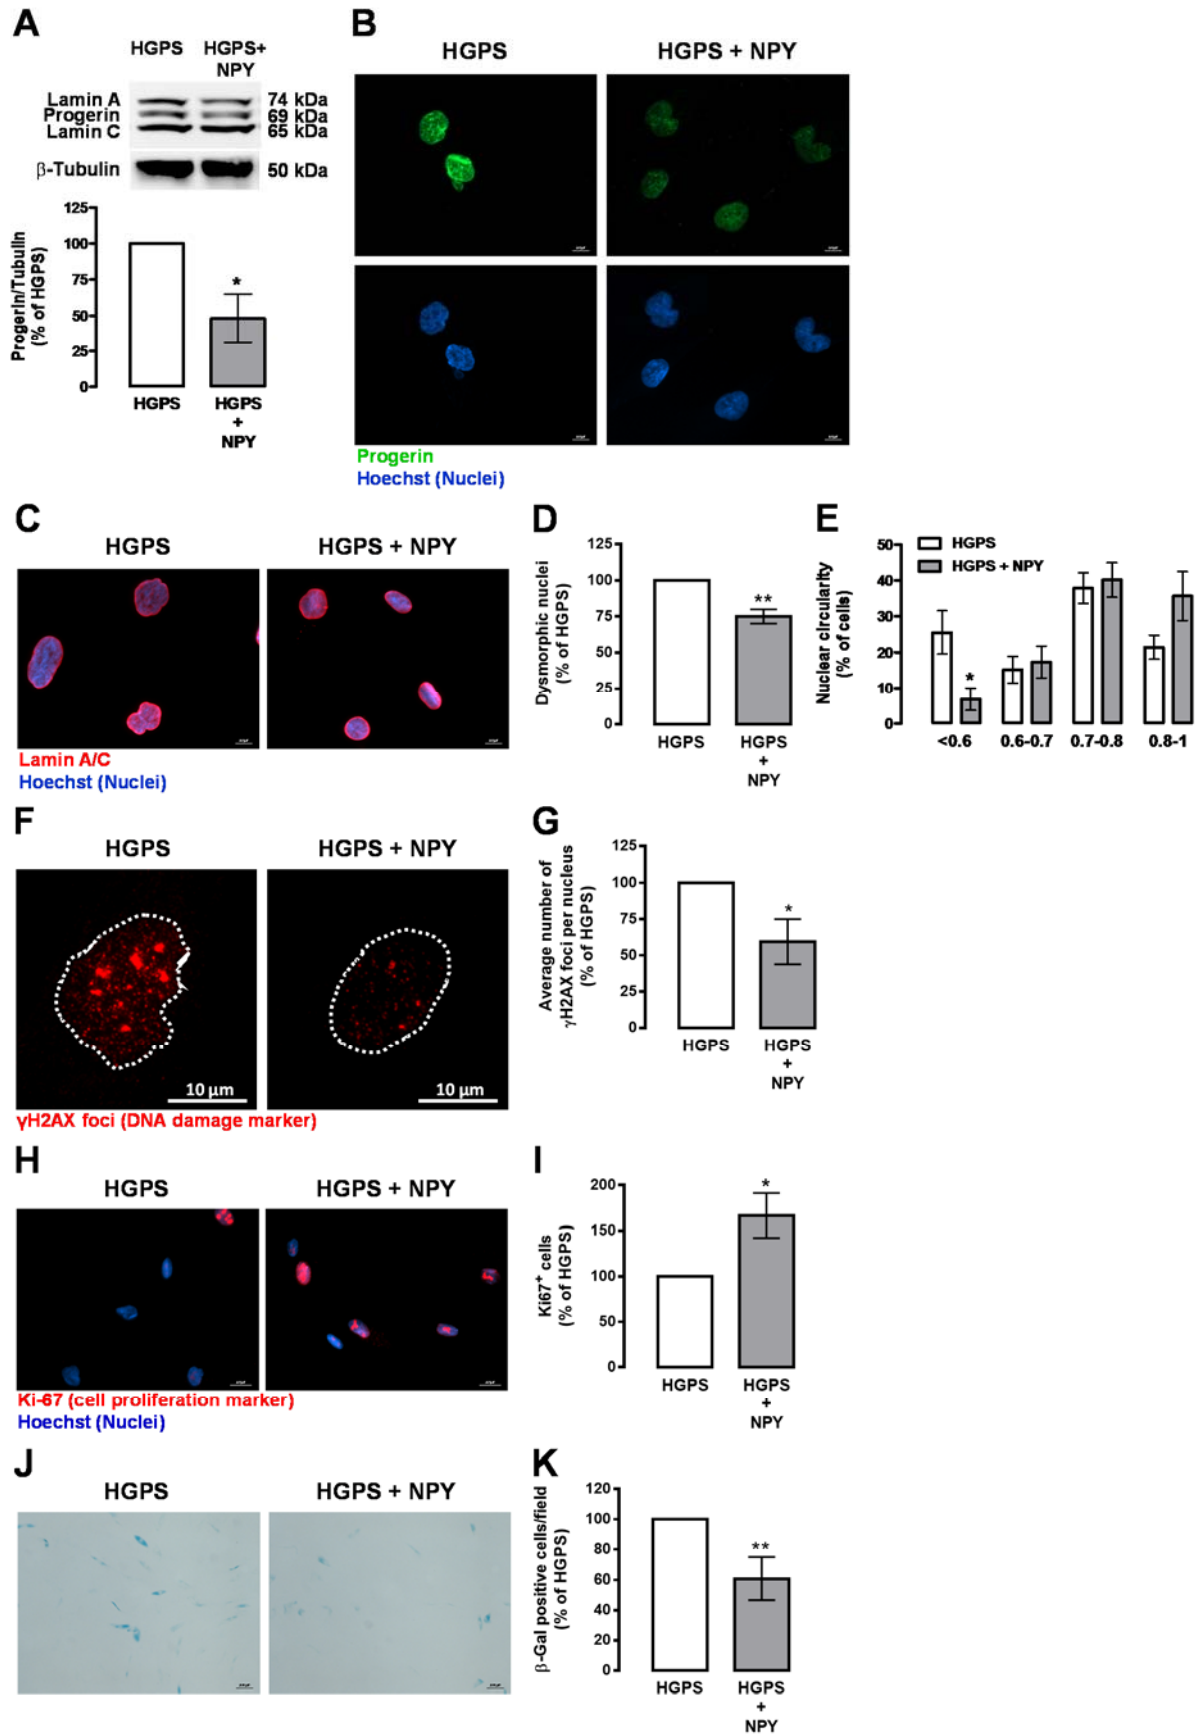 A
HGPS
HGPS+
NPY
Lamin A
74 kDa
Progerin
69 kDa
Lamin C
65 kDa
β-Tubulin
50 kDa
Progerin/Tubulin
(% of HGPS)
125
100
75
50
25
0
*
HGPS
HGPS
+
NPY
B
HGPS
HGPS + NPY
Progerin
Hoechst (Nuclei)
C
HGPS
HGPS + NPY
Lamin A/C
Hoechst (Nuclei)
D
Dysmorphic nuclei
(% of HGPS)
125
100
75
50
25
0
**
HGPS
HGPS
+
NPY
E
Nuclear circularity
(% of cells)
50
40
30
20
10
0
HGPS
HGPS + NPY
*
<0.6
0.6-0.7
0.7-0.8
0.8-1
F
HGPS
HGPS + NPY
10 µm
10 µm
γH2AX foci (DNA damage marker)
G
Average number of
γH2AX foci per nucleus
(% of HGPS)
125
100
75
50
25
0
*
HGPS
HGPS
+
NPY
H
HGPS
HGPS + NPY
Ki-67 (cell proliferation marker)
Hoechst (Nuclei)
I
Ki67+ cells
(% of HGPS)
200
150
100
50
0
*
HGPS
HGPS
+
NPY
J
HGPS
HGPS + NPY
K
β-Gal positive cells/field
(% of HGPS)
120
100
80
60
40
20
0
**
HGPS
HGPS
+
NPY